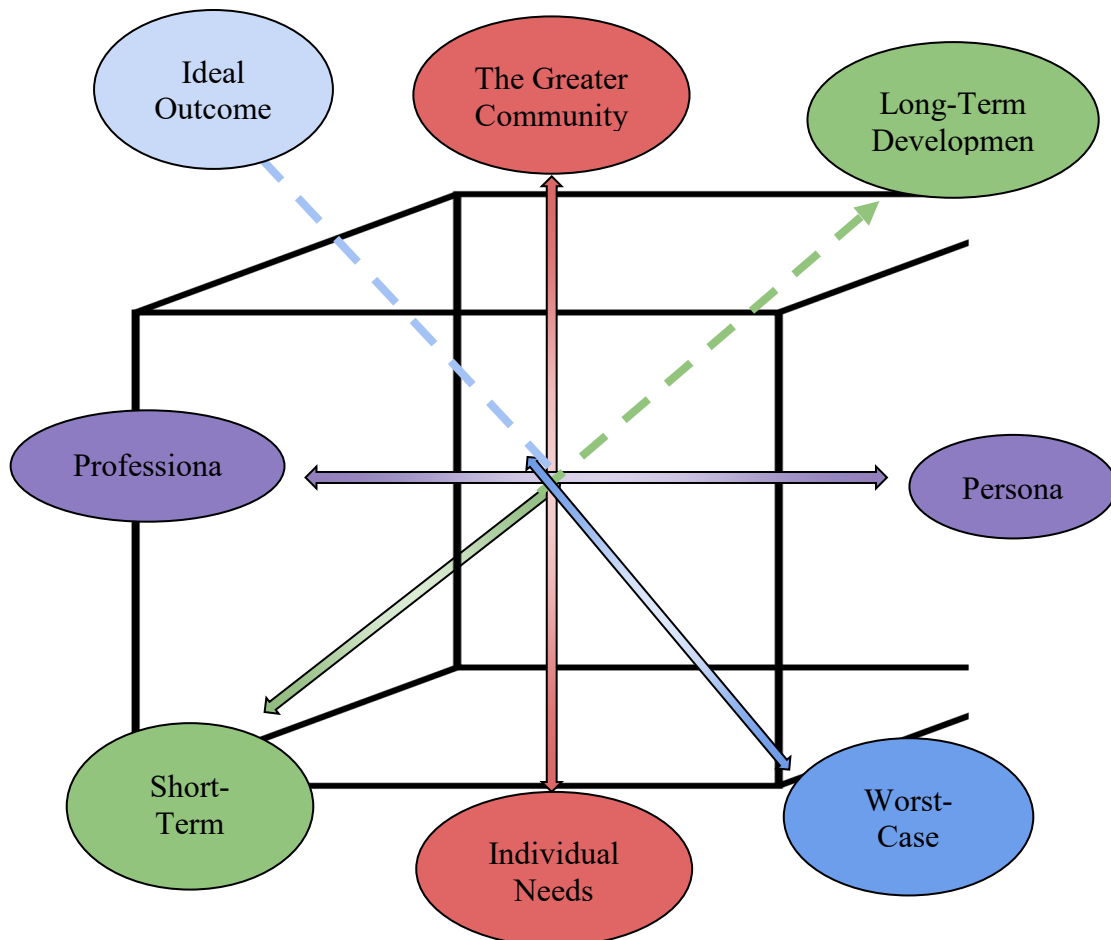 Ideal
Outcome
The Greater
Community
Long-Term
Developmen
Professiona
Persona
Short-
Term
Individual
Needs
Worst-
Case